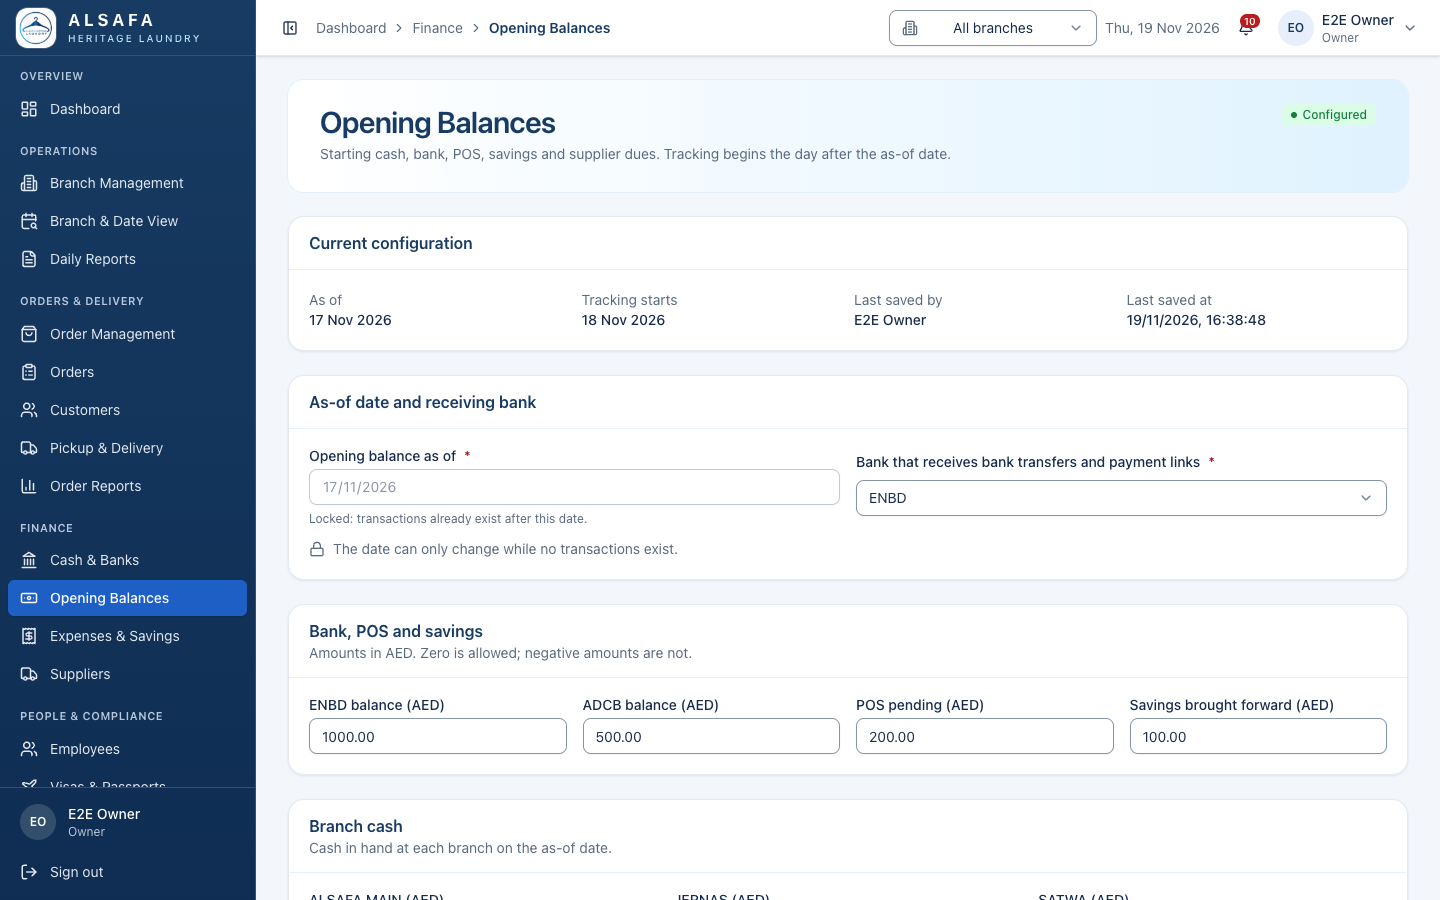 ALSAFA
HERITAGE LAUNDRY
Dashboard > Finance > Opening Balances
All branches
Thu, 19 Nov 2026
10
EO
E2E Owner
Owner
OVERVIEW
Dashboard
OPERATIONS
Branch Management
Branch & Date View
Daily Reports
ORDERS & DELIVERY
Order Management
Orders
Customers
Pickup & Delivery
Order Reports
FINANCE
Cash & Banks
Opening Balances
Expenses & Savings
Suppliers
PEOPLE & COMPLIANCE
Employees
Visas & Passports
EO
E2E Owner
Owner
Sign out
Opening Balances
Configured
Starting cash, bank, POS, savings and supplier dues. Tracking begins the day after the as-of date.
Current configuration
As of
17 Nov 2026
Tracking starts
18 Nov 2026
Last saved by
E2E Owner
Last saved at
19/11/2026, 16:38:48
As-of date and receiving bank
Opening balance as of *
17/11/2026
Locked: transactions already exist after this date.
The date can only change while no transactions exist.
Bank that receives bank transfers and payment links *
ENBD
Bank, POS and savings
Amounts in AED. Zero is allowed; negative amounts are not.
ENBD balance (AED)
1000.00
ADCB balance (AED)
500.00
POS pending (AED)
200.00
Savings brought forward (AED)
100.00
Branch cash
Cash in hand at each branch on the as-of date.
ALSAFA MAIN (AED)
SATWA (AED)